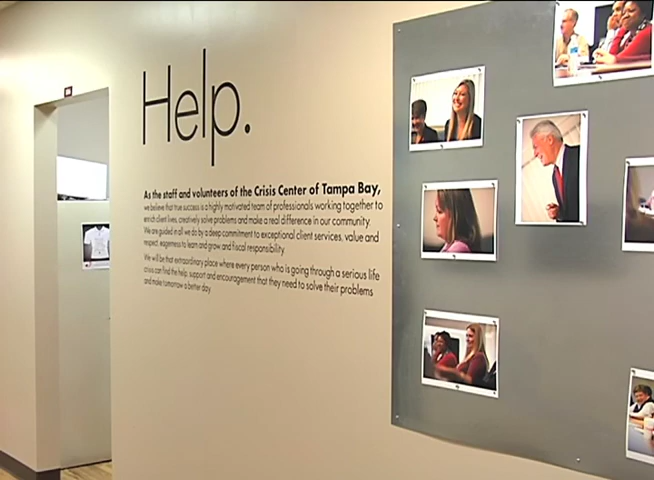 Help.
As the staff and volunteers of the Crisis Center of Tampa Bay,
we believe that true success is a highly motivated team of professionals working together to
enrich client lives, creatively solve problems and make a real difference in our community.
We are guided in all we do by a deep commitment to exceptional client services, value and
respect, eagerness to learn and grow and fiscal responsibility.
We will be that extraordinary place where every person who is going through a serious life
crisis can find the help, support and encouragement that they need to solve their problems
and make tomorrow a better day.